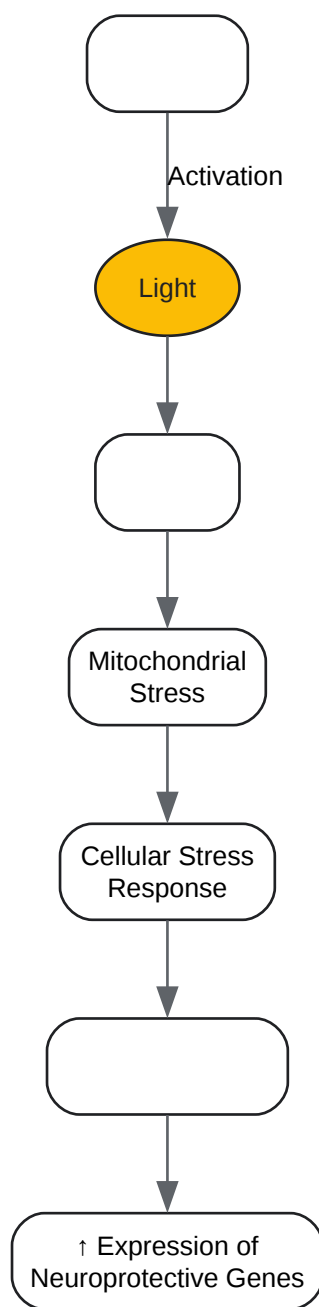 Activation
Light
Mitochondrial
Stress
Cellular Stress
Response
↑ Expression of
Neuroprotective Genes